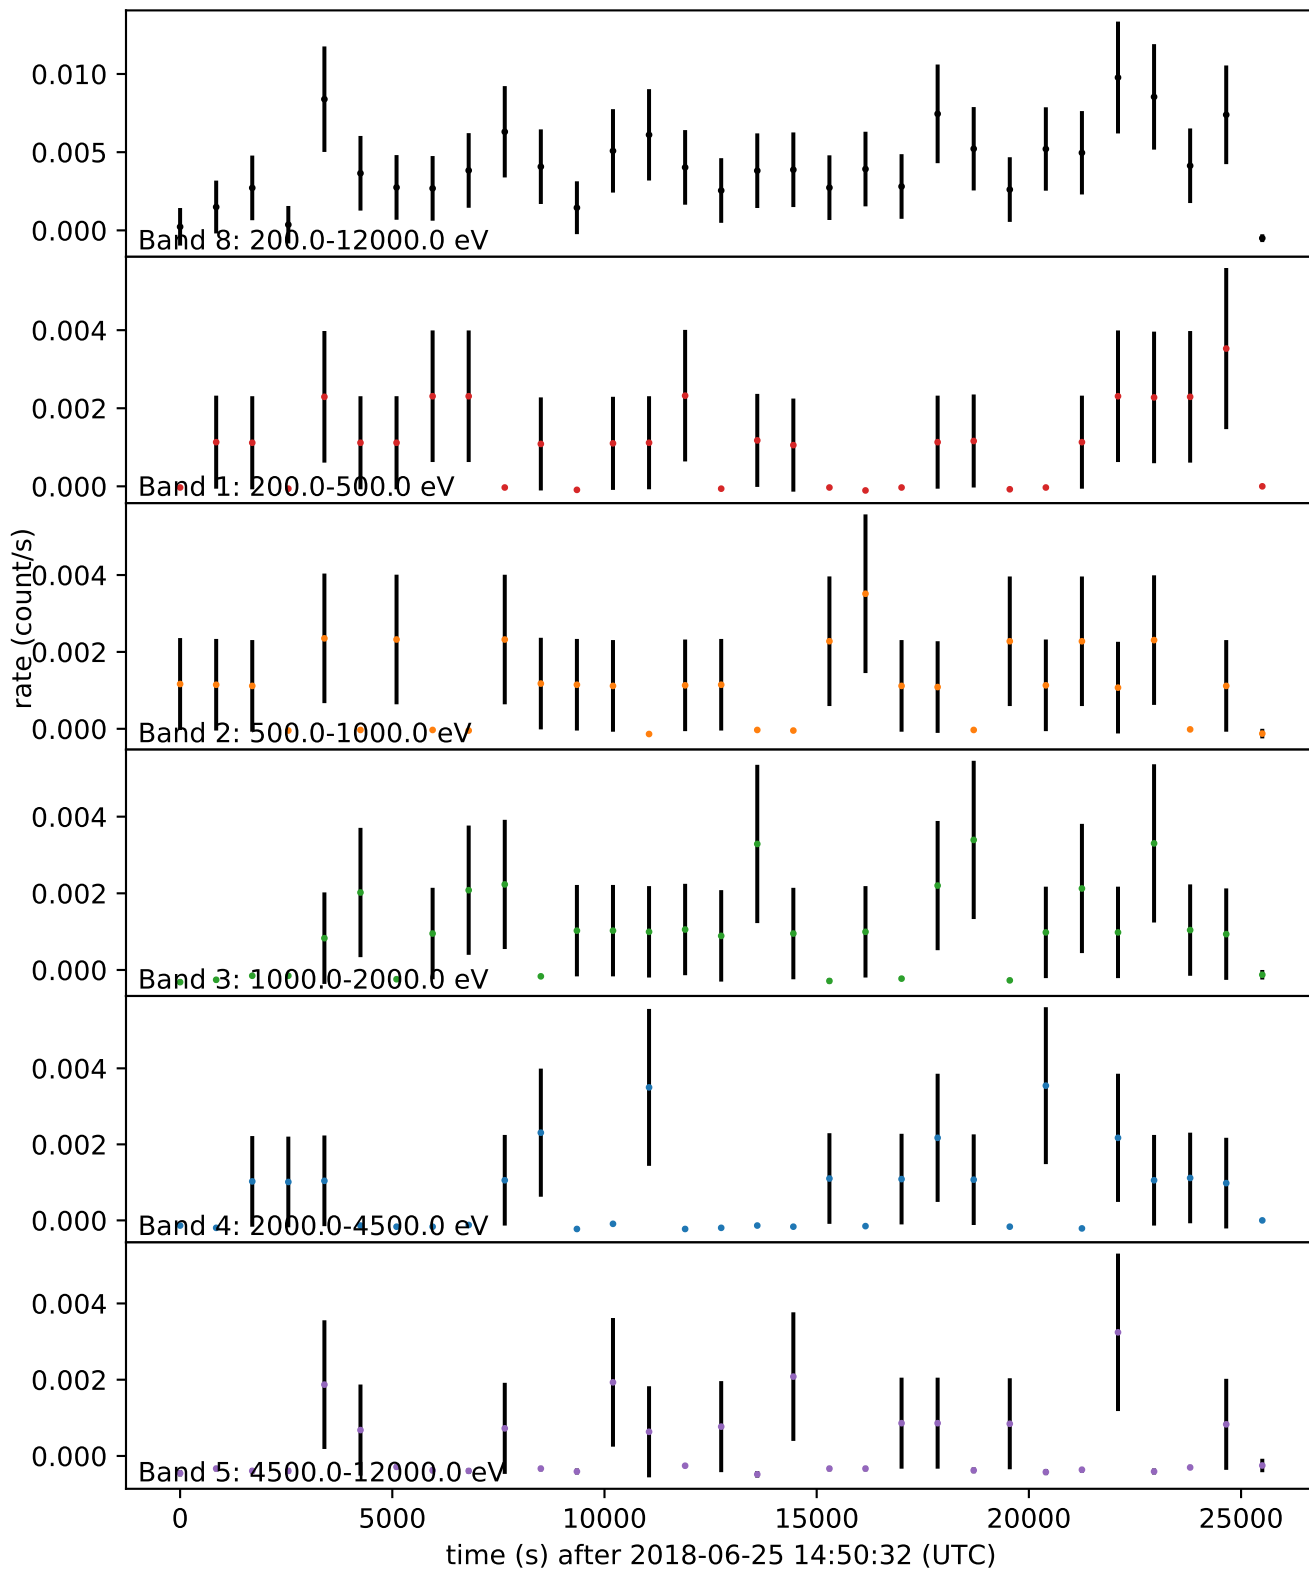 0.010
0.005
0.000
Band 8: 200.0-12000.0 eV
0.004
0.002
0.000
Band 1: 200.0-500.0 eV
rate (count/s)
0.004
0.002
0.000
Band 2: 500.0-1000.0 eV
0.004
0.002
0.000
Band 3: 1000.0-2000.0 eV
0.004
0.002
0.000
Band 4: 2000.0-4500.0 eV
0.004
0.002
0.000
Band 5: 4500.0-12000.0 eV
0 5000 10000 15000 20000 25000
time (s) after 2018-06-25 14:50:32 (UTC)